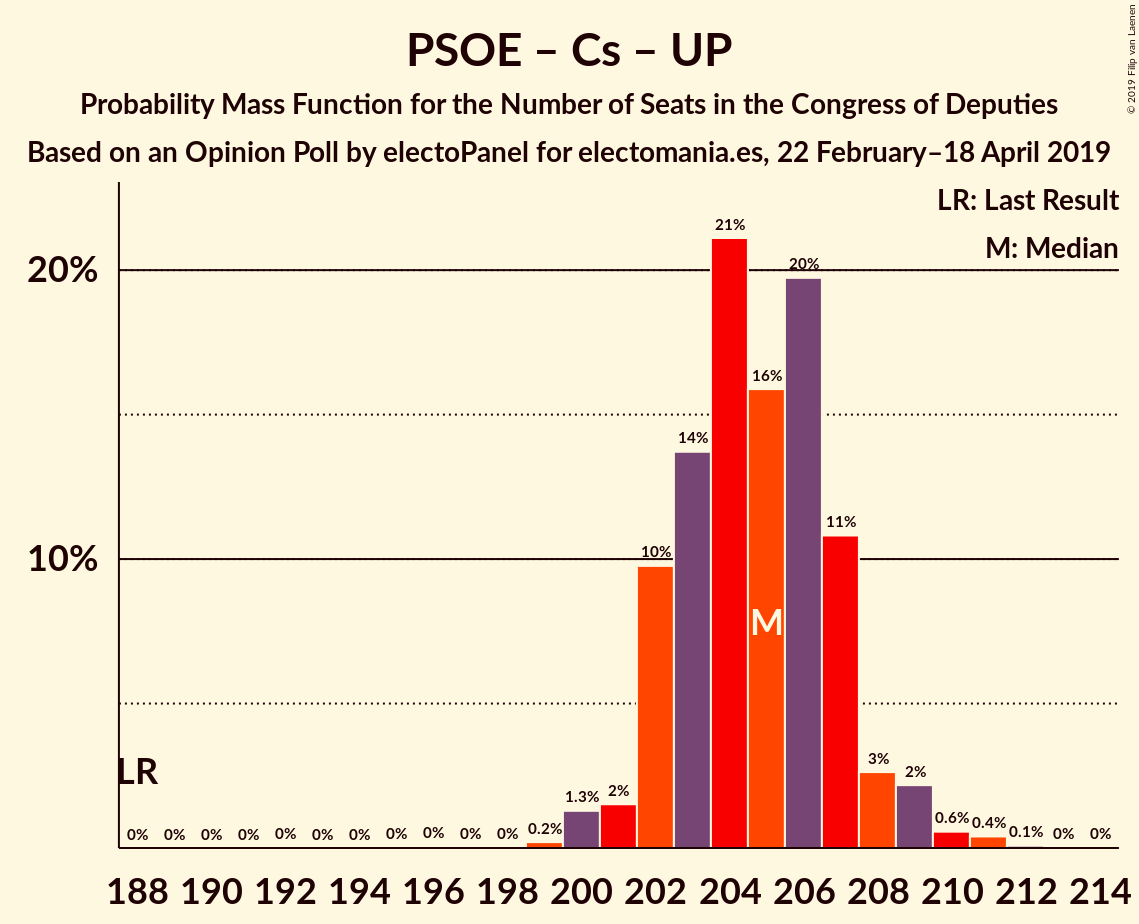 PSOE – Cs – UP
Probability Mass Function for the Number of Seats in the Congress of Deputies
Based on an Opinion Poll by electoPanel for electomania.es, 22 February–18 April 2019
© 2019 Filip van Laenen
LR: Last Result
M: Median
20%
10%
21%
20%
16%
14%
11%
10%
M
LR
3%
2%
1.3%
2%
0.6%
0.4%
0.2%
0.1%
0% 0% 0% 0% 0% 0% 0% 0% 0% 0% 0% 0% 0%
188 190 192 194 196 198 200 202 204 206 208 210 212 214